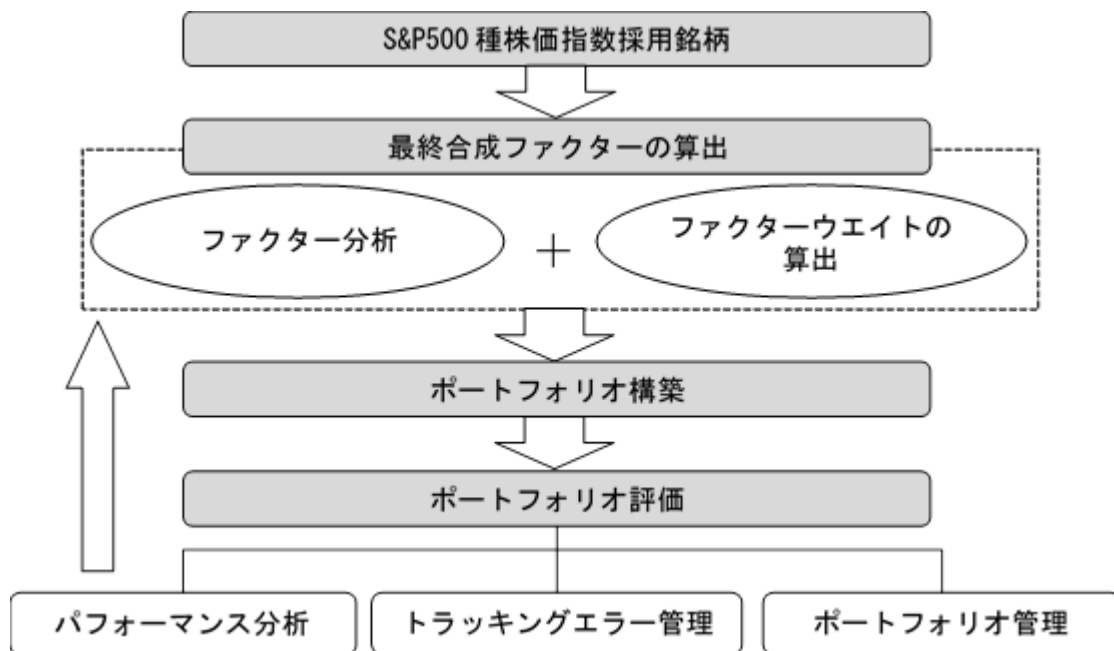 S&P500 種株価指数採用銘柄
最終合成ファクターの算出
ファクター分析
+
ファクターウエイトの
算出
ポートフォリオ構築
ポートフォリオ評価
パフォーマンス分析
トラッキングエラー管理
ポートフォリオ管理